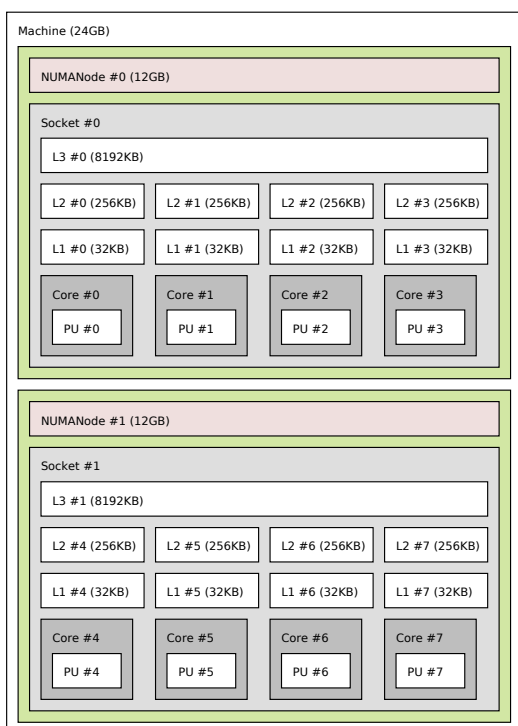 Machine (24GB)
NUMANode #0 (12GB)
Socket #0
L3 #0 (8192KB)
L2 #0 (256KB) L2 #1 (256KB) L2 #2 (256KB) L2 #3 (256KB)
L1 #0 (32KB) L1 #1 (32KB) L1 #2 (32KB) L1 #3 (32KB)
Core #0 Core #1 Core #2 Core #3
PU #0 PU #1 PU #2 PU #3
NUMANode #1 (12GB)
Socket #1
L3 #1 (8192KB)
L2 #4 (256KB) L2 #5 (256KB) L2 #6 (256KB) L2 #7 (256KB)
L1 #4 (32KB) L1 #5 (32KB) L1 #6 (32KB) L1 #7 (32KB)
Core #4 Core #5 Core #6 Core #7
PU #4 PU #5 PU #6 PU #7